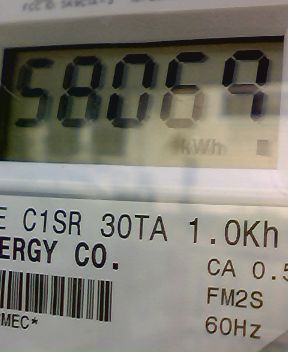 58069
kWh
E C1SR 30TA 1.0Kh
ERGY CO.
CA 0.5
FM2S
MEC*
60Hz